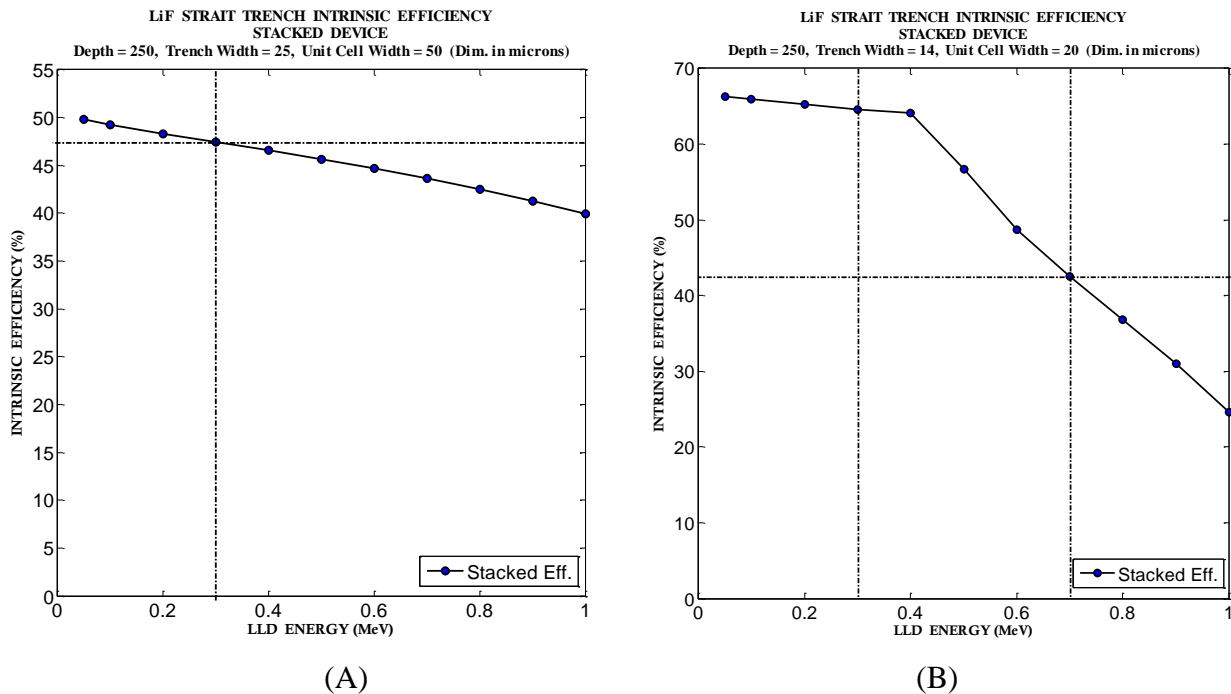 LiF STRAIT TRENCH INTRINSIC EFFICIENCY
STACKED DEVICE
Depth = 250, Trench Width = 25, Unit Cell Width = 50 (Dim. in microns)
55
50
45
40
35
30
25
20
15
10
5
0
INTRINSIC EFFICIENCY (%)
0 0.2 0.4 0.6 0.8 1
LLD ENERGY (MeV)
Stacked Eff.
(A)
LiF STRAIT TRENCH INTRINSIC EFFICIENCY
STACKED DEVICE
Depth = 250, Trench Width = 14, Unit Cell Width = 20 (Dim. in microns)
70
60
50
40
30
20
10
0
INTRINSIC EFFICIENCY (%)
0 0.2 0.4 0.6 0.8 1
LLD ENERGY (MeV)
Stacked Eff.
(B)